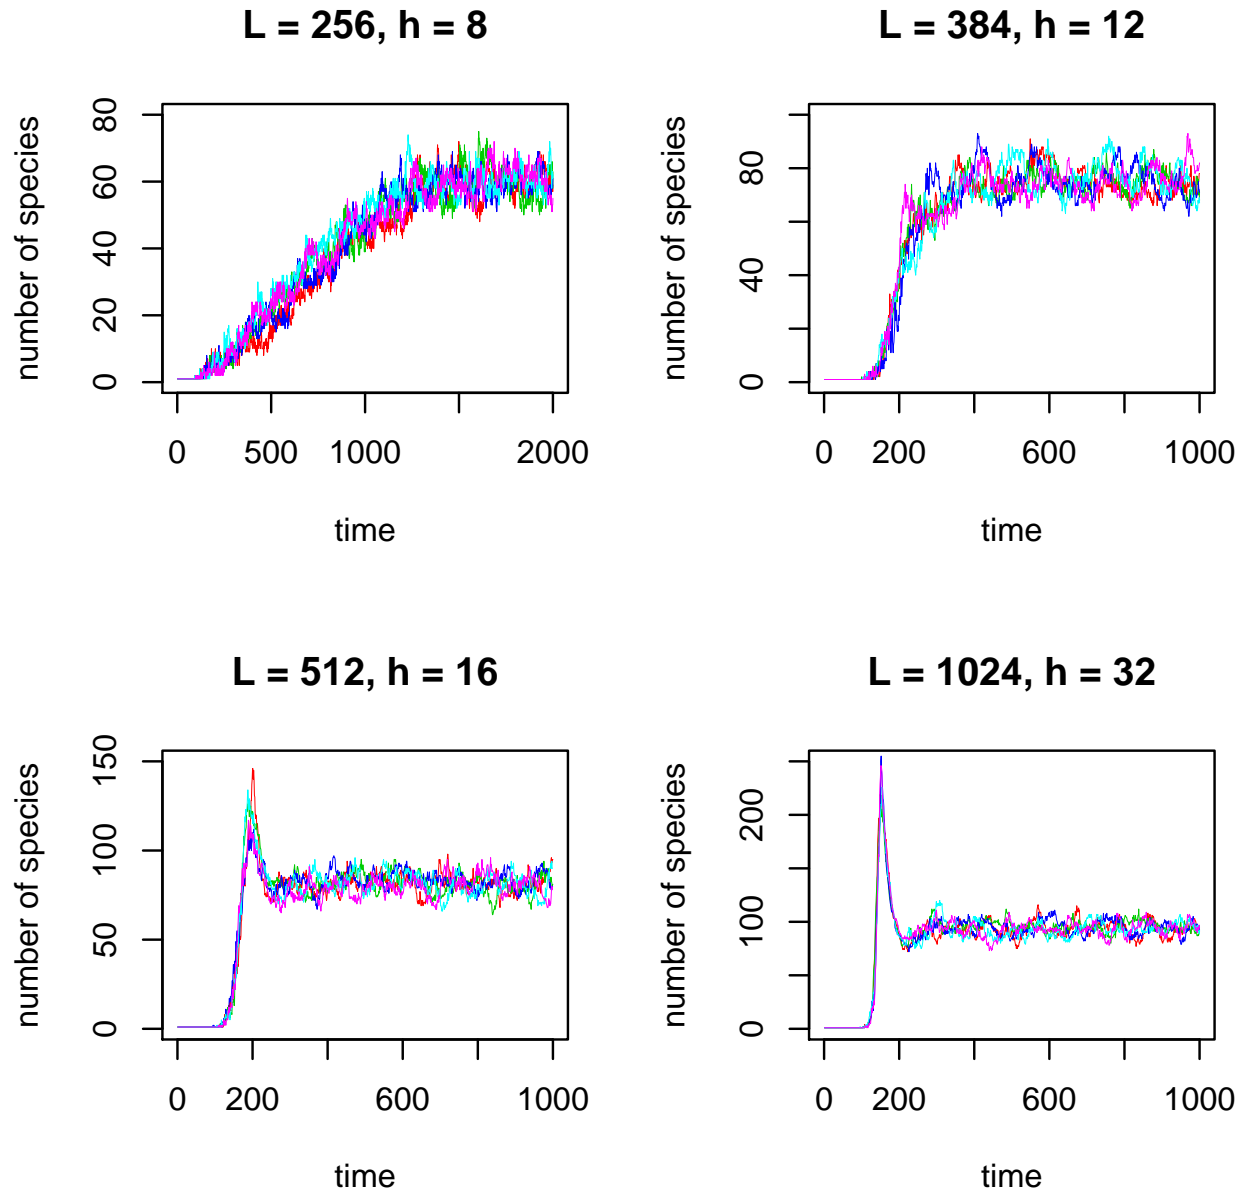 L = 256, h = 8
number of species
0
20
40
60
80
0 500 1000 2000
time
L = 384, h = 12
number of species
0
40
80
0 200 600 1000
time
L = 512, h = 16
number of species
0
50
100
150
0 200 600 1000
time
L = 1024, h = 32
number of species
0
100
200
0 200 600 1000
time